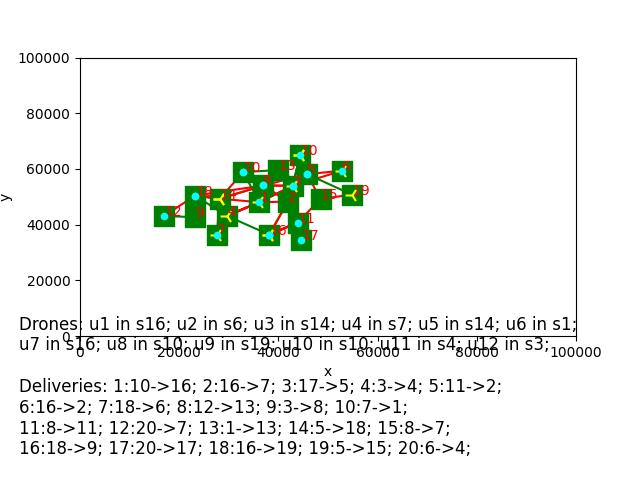 100000
80000
60000
40000
20000
0
y
0 20000 40000 60000 80000 100000
x
Drones: u1 in s16; u2 in s6; u3 in s14; u4 in s7; u5 in s14; u6 in s1;
u7 in s16; u8 in s10; u9 in s19; u10 in s10; u11 in s4; u12 in s3;
Deliveries: 1:10->16; 2:16->7; 3:17->5; 4:3->4; 5:11->2;
6:16->2; 7:18->6; 8:12->13; 9:3->8; 10:7->1;
11:8->11; 12:20->7; 13:1->13; 14:5->18; 15:8->7;
16:18->9; 17:20->17; 18:16->19; 19:5->15; 20:6->4;